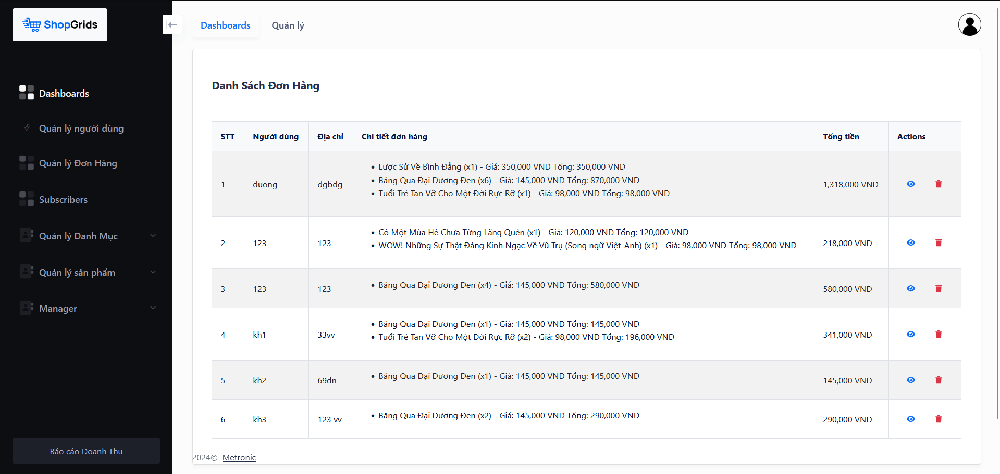 ShopGrids
Dashboards
Quản lý
Dashboards
Quản lý người dùng
Quản lý Đơn Hàng
Subscribers
Quản lý Danh Mục
Quản lý sản phẩm
Manager
Báo cáo Doanh Thu
Danh Sách Đơn Hàng
STT Người dùng Địa chỉ Chi tiết đơn hàng Tổng tiền Actions
1 duong dgbdg
Lược Sử Về Bình Đẳng (x1) - Giá: 350,000 VND Tổng: 350,000 VND
Băng Qua Đại Dương Đen (x6) - Giá: 145,000 VND Tổng: 870,000 VND
Tuổi Trẻ Tan Vỡ Cho Một Đời Rực Rỡ (x1) - Giá: 98,000 VND Tổng: 98,000 VND
1,318,000 VND
2 123 123
Có Một Mùa Hè Chưa Từng Lãng Quên (x1) - Giá: 120,000 VND Tổng: 120,000 VND
WOW! Những Sự Thật Đáng Kinh Ngạc Về Vũ Trụ (Song ngữ Việt-Anh) (x1) - Giá: 98,000 VND Tổng: 98,000 VND
218,000 VND
3 123 123
Băng Qua Đại Dương Đen (x4) - Giá: 145,000 VND Tổng: 580,000 VND
580,000 VND
4 kh1 33vv
Băng Qua Đại Dương Đen (x1) - Giá: 145,000 VND Tổng: 145,000 VND
Tuổi Trẻ Tan Vỡ Cho Một Đời Rực Rỡ (x2) - Giá: 98,000 VND Tổng: 196,000 VND
341,000 VND
5 kh2 69dn
Băng Qua Đại Dương Đen (x1) - Giá: 145,000 VND Tổng: 145,000 VND
145,000 VND
6 kh3 123 vv
Băng Qua Đại Dương Đen (x2) - Giá: 145,000 VND Tổng: 290,000 VND
290,000 VND
2024© Metronic